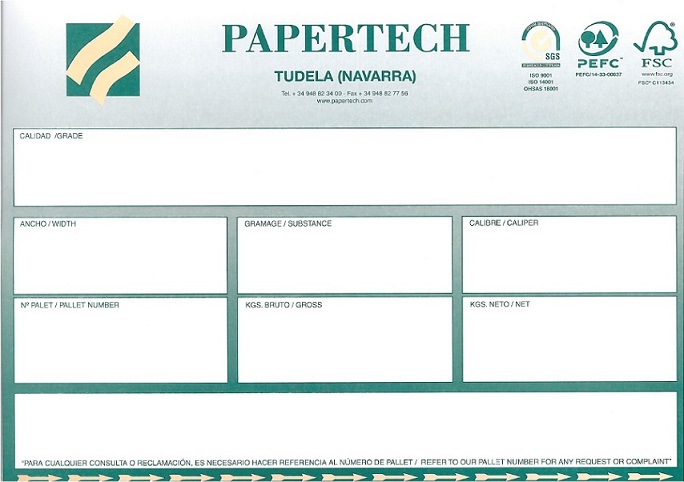 PAPERTECH
TUDELA (NAVARRA)
Tel. + 34 948 82 34 09 - Fax + 34 948 82 77 56
www.papertech.com
SGS
ISO 9001
ISO 14001
OHSAS 18001
PEFC™
PEFC/14-33-00037
FSC
www.fsc.org
FSC® C113434
CALIDAD /GRADE
ANCHO / WIDTH
GRAMAGE / SUBSTANCE
CALIBRE / CALIPER
Nº PALET / PALLET NUMBER
KGS. BRUTO / GROSS
KGS. NETO / NET
"PARA CUALQUIER CONSULTA O RECLAMACIÓN, ES NECESARIO HACER REFERENCIA AL NÚMERO DE PALLET / REFER TO OUR PALLET NUMBER FOR ANY REQUEST OR COMPLAINT"